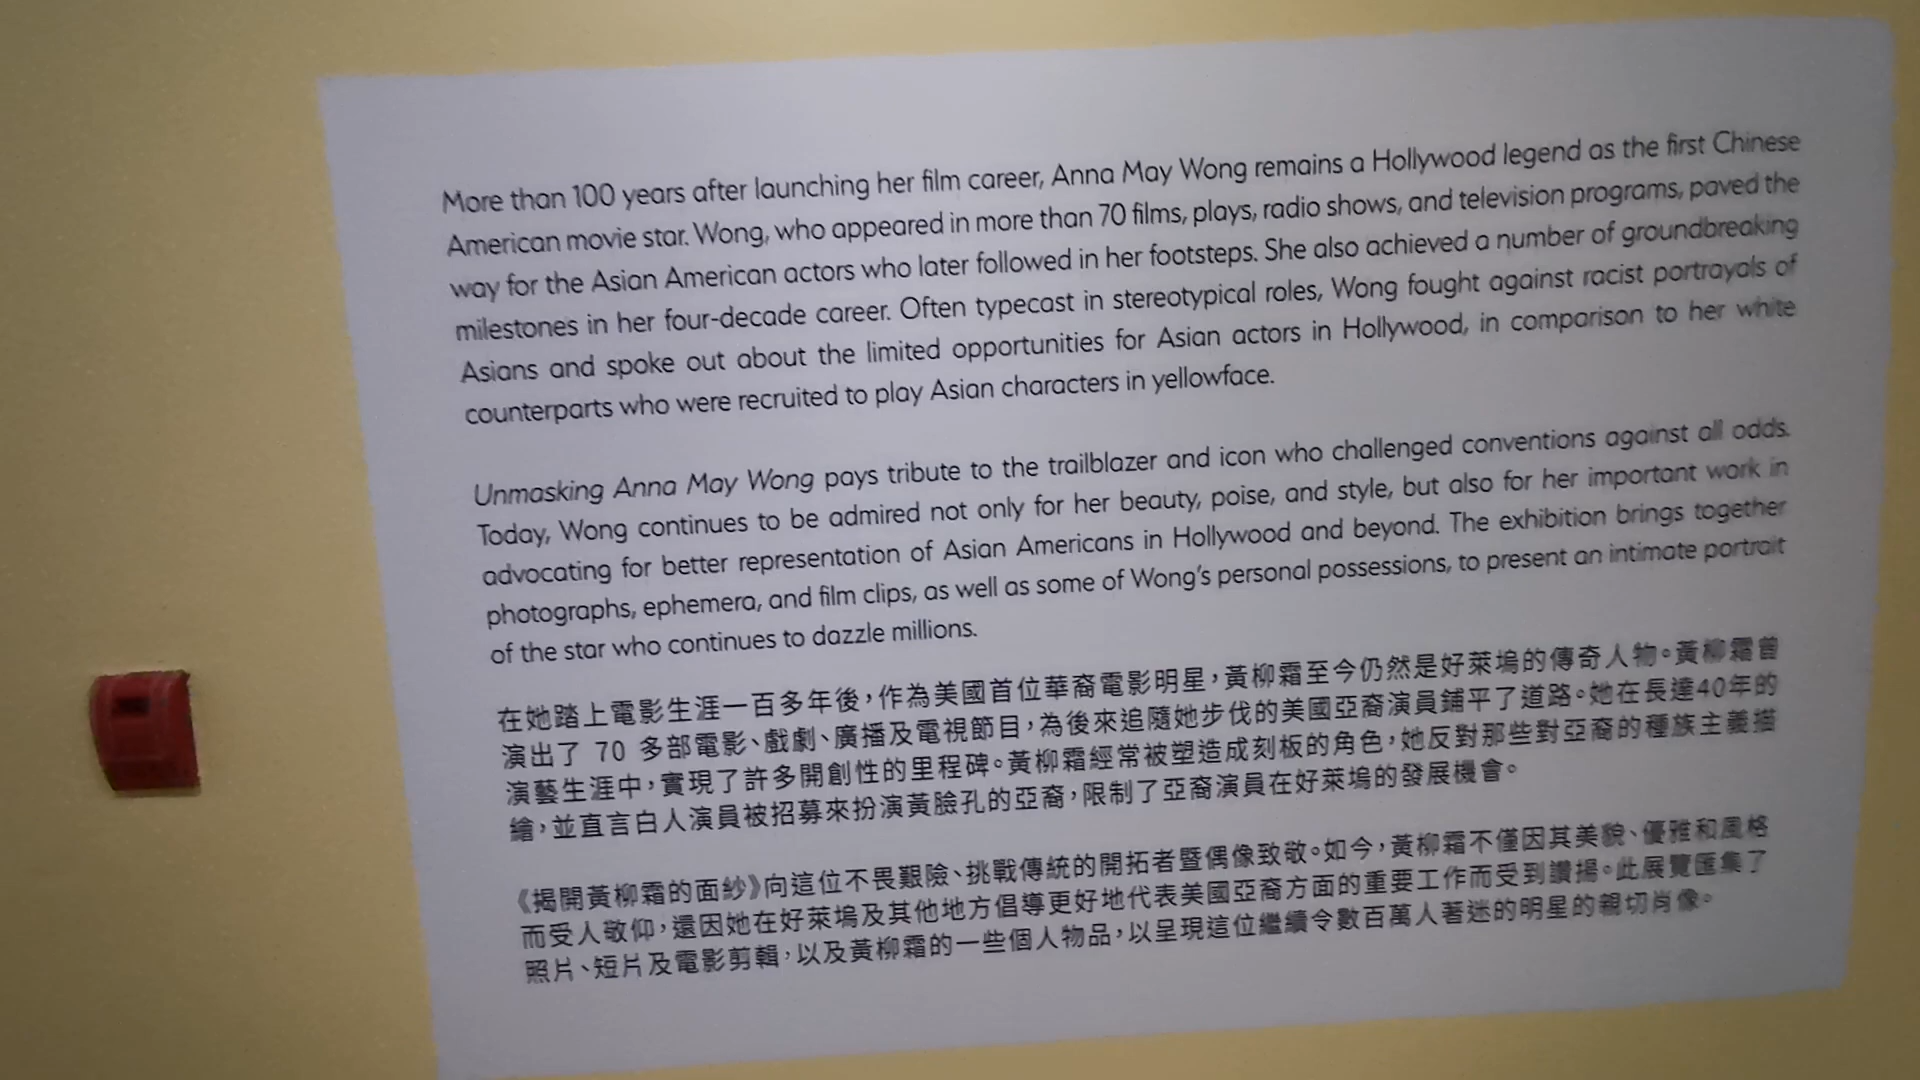 More than 100 years after launching her film career, Anna May Wong remains a Hollywood legend as the first Chinese
American movie star. Wong, who appeared in more than 70 films, plays, radio shows, and television programs, paved the
way for the Asian American actors who later followed in her footsteps. She also achieved a number of groundbreaking
milestones in her four-decade career. Often typecast in stereotypical roles, Wong fought against racist portrayals of
Asians and spoke out about the limited opportunities for Asian actors in Hollywood, in comparison to her white
counterparts who were recruited to play Asian characters in yellowface.
Unmasking Anna May Wong pays tribute to the trailblazer and icon who challenged conventions against all odds.
Today, Wong continues to be admired not only for her beauty, poise, and style, but also for her important work in
advocating for better representation of Asian Americans in Hollywood and beyond. The exhibition brings together
photographs, ephemera, and film clips, as well as some of Wong's personal possessions, to present an intimate portrait
of the star who continues to dazzle millions.
在她踏上電影生涯一百多年後，作為美國首位華裔電影明星，黃柳霜至今仍然是好萊塢的傳奇人物。黃柳霜曾
演出了 70 多部電影、戲劇、廣播及電視節目，為後來追隨她步伐的美國亞裔演員鋪平了道路。她在長達40年的
演藝生涯中，實現了許多開創性的里程碑。黃柳霜經常被塑造成刻板的角色，她反對那些對亞裔的種族主義描
繪，並直言白人演員被招募來扮演黃臉孔的亞裔，限制了亞裔演員在好萊塢的發展機會。
《揭開黃柳霜的面紗》向這位不畏艱險、挑戰傳統的開拓者暨偶像致敬。如今，黃柳霜不僅因其美貌、優雅和風格
而受人敬仰，還因她在好萊塢及其他地方倡導更好地代表美國亞裔方面的重要工作而受到讚揚。此展覽匯集了
照片、短片及電影剪輯，以及黃柳霜的一些個人物品，以呈現這位繼續令數百萬人著迷的明星的親切肖像。